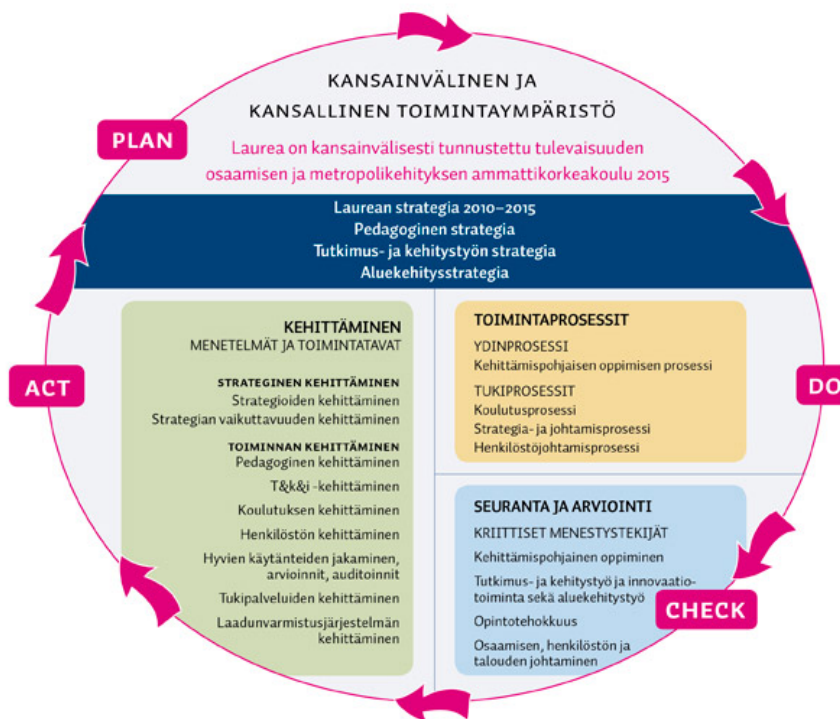 KANSAINVÄLINEN JA
KANSALLINEN TOIMINTAYMPÄRISTÖ
PLAN
Laurea on kansainvälisesti tunnustettu tulevaisuuden
osaamisen ja metropolikehityksen ammattikorkeakoulu 2015
Laurean strategia 2010–2015
Pedagoginen strategia
Tutkimus- ja kehitystyön strategia
Aluekehitysstrategia
ACT
KEHITTÄMINEN
MENETELMÄT JA TOIMINTATAVAT
STRATEGINEN KEHITTÄMINEN
Strategioiden kehittäminen
Strategian vaikuttavuuden kehittäminen
TOIMINNAN KEHITTÄMINEN
Pedagoginen kehittäminen
T&k&i -kehittäminen
Koulutuksen kehittäminen
Henkilöstön kehittäminen
Hyvien käytänteiden jakaminen,
arvioinnit, auditoinnit
Tukipalveluiden kehittäminen
Laadunvarmistusjärjestelmän
kehittäminen
TOIMINTAPROSESSIT
YDINPROSESSI
Kehittämispohjaisen oppimisen prosessi
TUKIPROSESSIT
Koulutusprosessi
Strategia- ja johtamisprosessi
Henkilöstöjohtamisprosessi
DO
SEURANTA JA ARVIOINTI
KRIITTISET MENESTYSTEKIJÄT
Kehittämispohjainen oppiminen
Tutkimus- ja kehitystyö ja innovaatio-
toiminta sekä aluekehitystyö
CHECK
Opintotehokkuus
Osaamisen, henkilöstön ja
talouden johtaminen